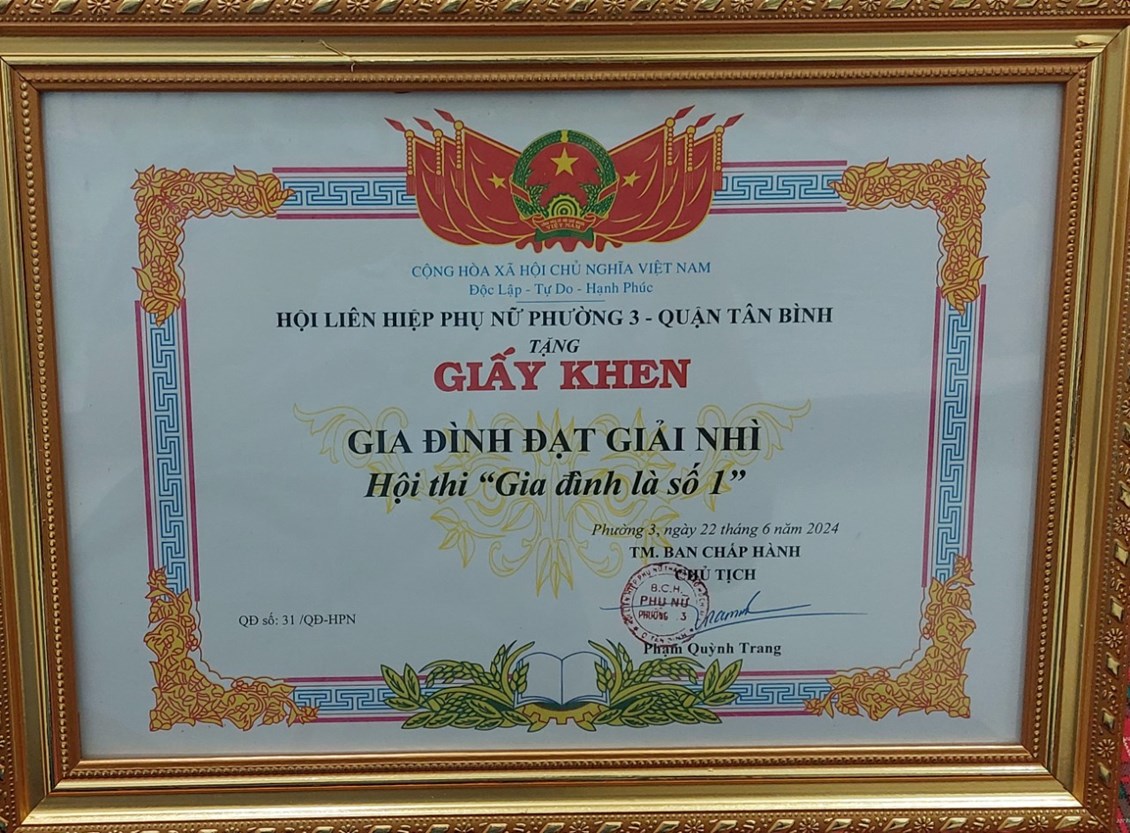 VIỆT NAM
CỘNG HÒA XÃ HỘI CHỦ NGHĨA VIỆT NAM
Độc Lập - Tự Do - Hạnh Phúc
HỘI LIÊN HIỆP PHỤ NỮ PHƯỜNG 3 - QUẬN TÂN BÌNH
TẶNG
GIẤY KHEN
GIA ĐÌNH ĐẠT GIẢI NHÌ
Hội thi “Gia đình là số 1”
Phường 3, ngày 22 tháng 6 năm 2024
TM. BAN CHẤP HÀNH
CHỦ TỊCH
B.C.H.
PHỤ NỮ
PHƯỜNG 3
QĐ số: 31 /QĐ-HPN
Phạm Quỳnh Trang